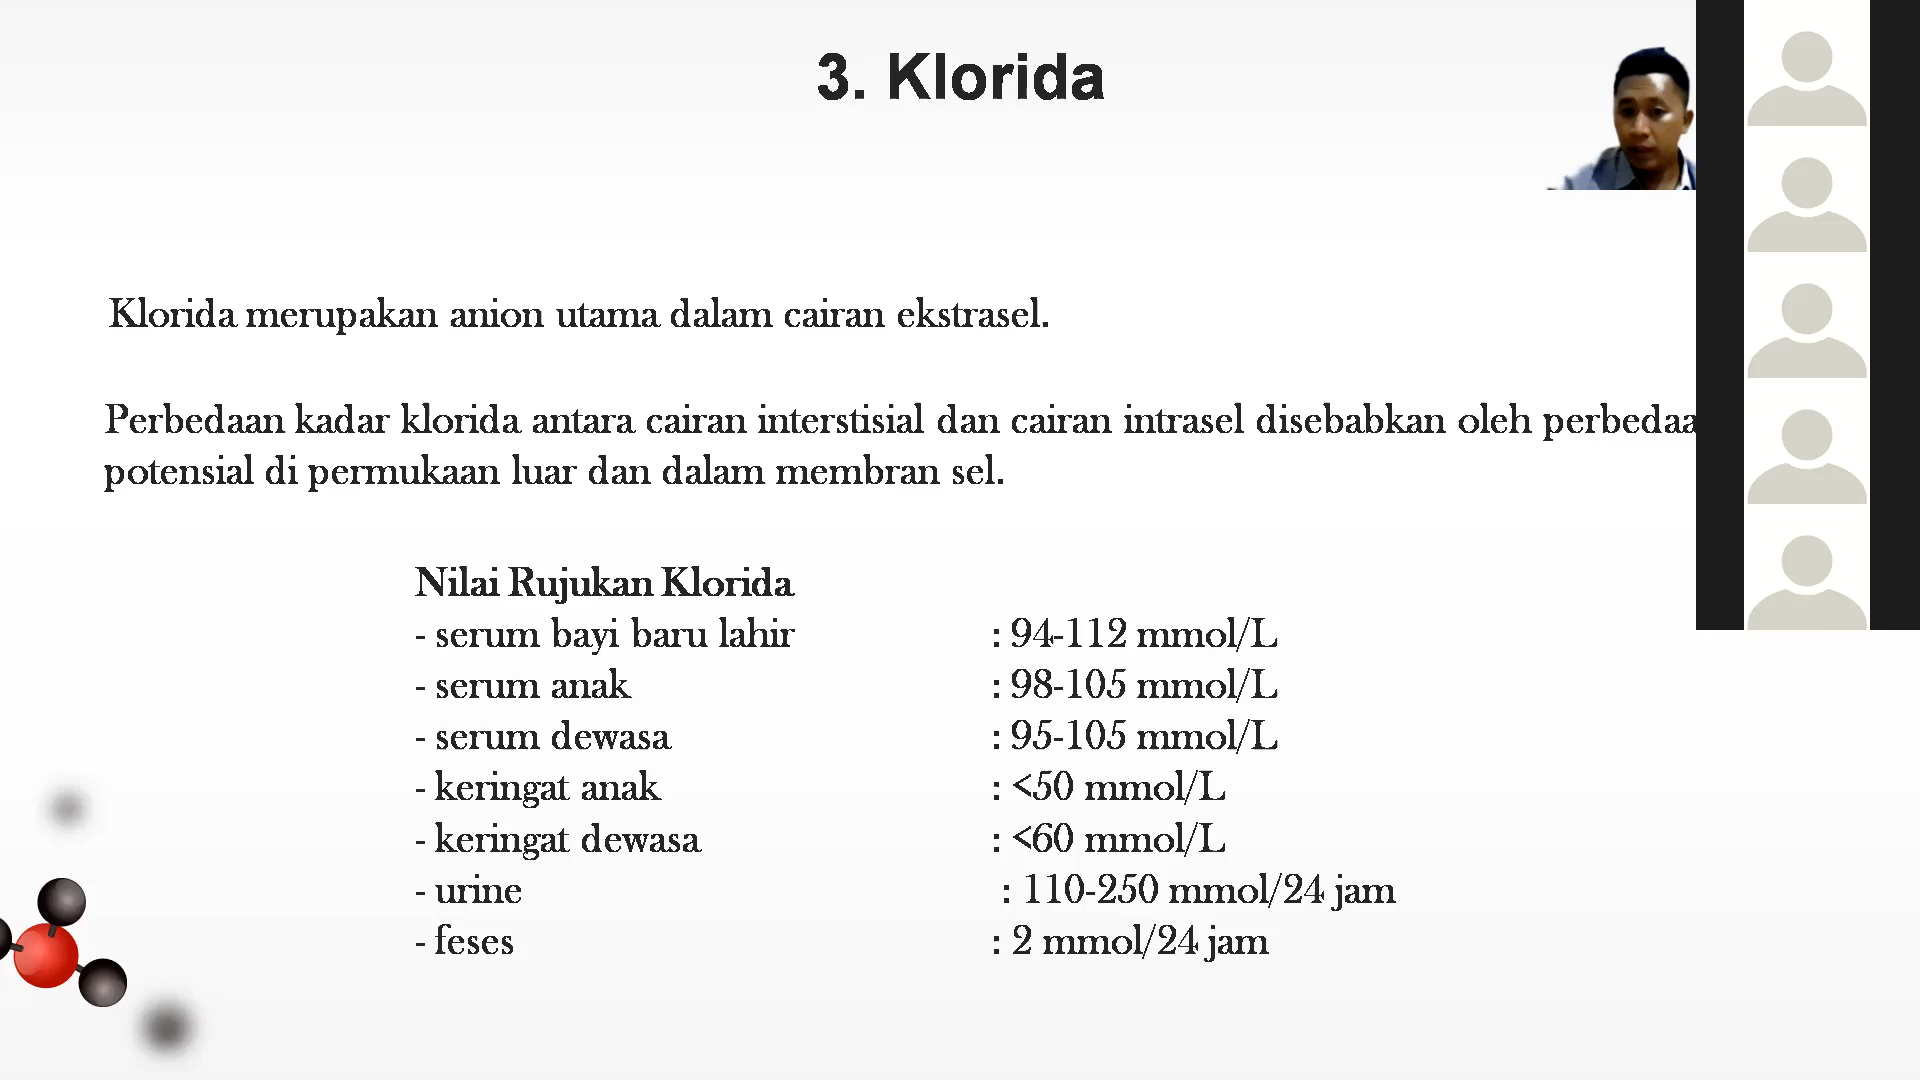 3. Klorida
Klorida merupakan anion utama dalam cairan ekstrasel.
Perbedaan kadar klorida antara cairan interstisial dan cairan intrasel disebabkan oleh
potensial di permukaan luar dan dalam membran sel.
Nilai Rujukan Klorida
- serum bayi baru lahir : 94-112 mmol/L
- serum anak : 98-105 mmol/L
- serum dewasa : 95-105 mmol/L
- keringat anak : <50 mmol/L
- keringat dewasa : <60 mmol/L
- urine : 110-250 mmol/24 jam
- feses : 2 mmol/24 jam